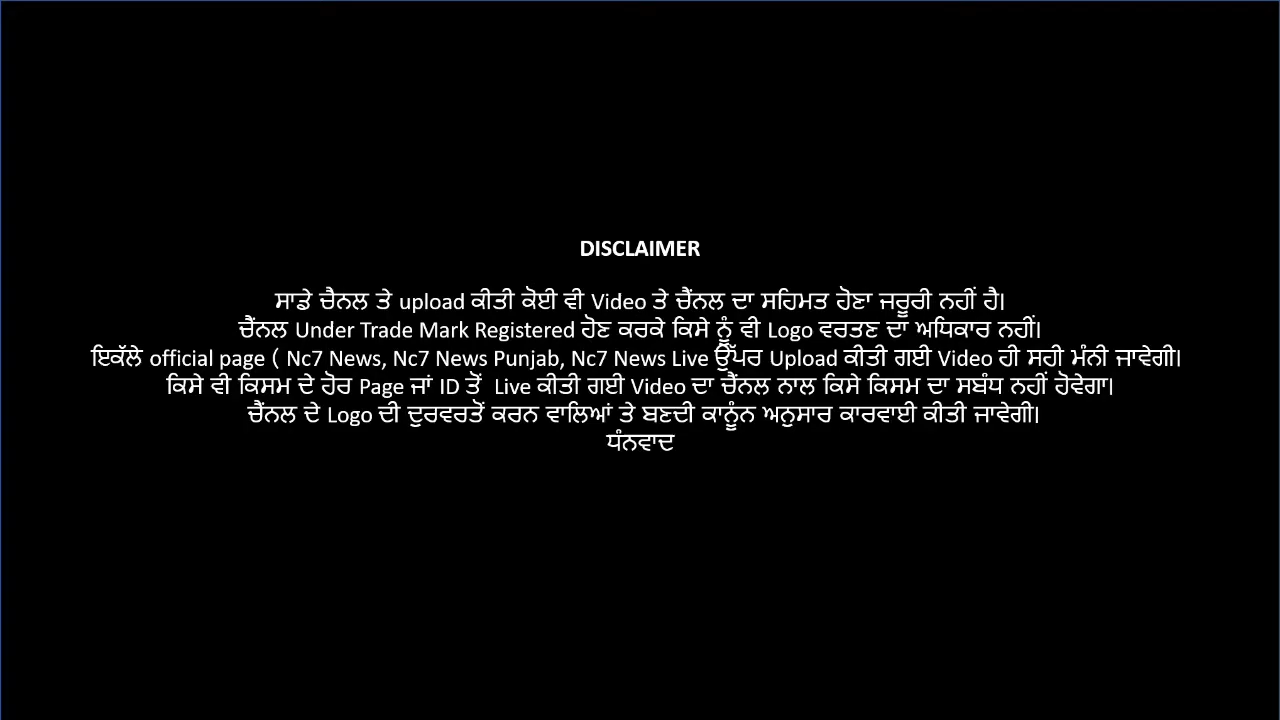 DISCLAIMER
ਸਾਡੇ ਚੈਨਲ ਤੇ upload ਕੀਤੀ ਕੋਈ ਵੀ Video ਤੇ ਚੈਂਨਲ ਦਾ ਸਹਿਮਤ ਹੋਣਾ ਜਰੂਰੀ ਨਹੀਂ ਹੈ।
ਚੈਂਨਲ Under Trade Mark Registered ਹੋਣ ਕਰਕੇ ਕਿਸੇ ਨੂੰ ਵੀ Logo ਵਰਤਣ ਦਾ ਅਧਿਕਾਰ ਨਹੀਂ।
ਇਕੱਲੇ official page ( Nc7 News, Nc7 News Punjab, Nc7 News Live ਉੱਪਰ Upload ਕੀਤੀ ਗਈ Video ਹੀ ਸਹੀ ਮੰਨੀ ਜਾਵੇਗੀ।
ਕਿਸੇ ਵੀ ਕਿਸਮ ਦੇ ਹੋਰ Page ਜਾਂ ID ਤੋਂ Live ਕੀਤੀ ਗਈ Video ਦਾ ਚੈਂਨਲ ਨਾਲ ਕਿਸੇ ਕਿਸਮ ਦਾ ਸਬੰਧ ਨਹੀਂ ਹੋਵੇਗਾ।
ਚੈਂਨਲ ਦੇ Logo ਦੀ ਦੁਰਵਰਤੋਂ ਕਰਨ ਵਾਲਿਆਂ ਤੇ ਬਣਦੀ ਕਾਨੂੰਨ ਅਨੁਸਾਰ ਕਾਰਵਾਈ ਕੀਤੀ ਜਾਵੇਗੀ।
ਧੰਨਵਾਦ